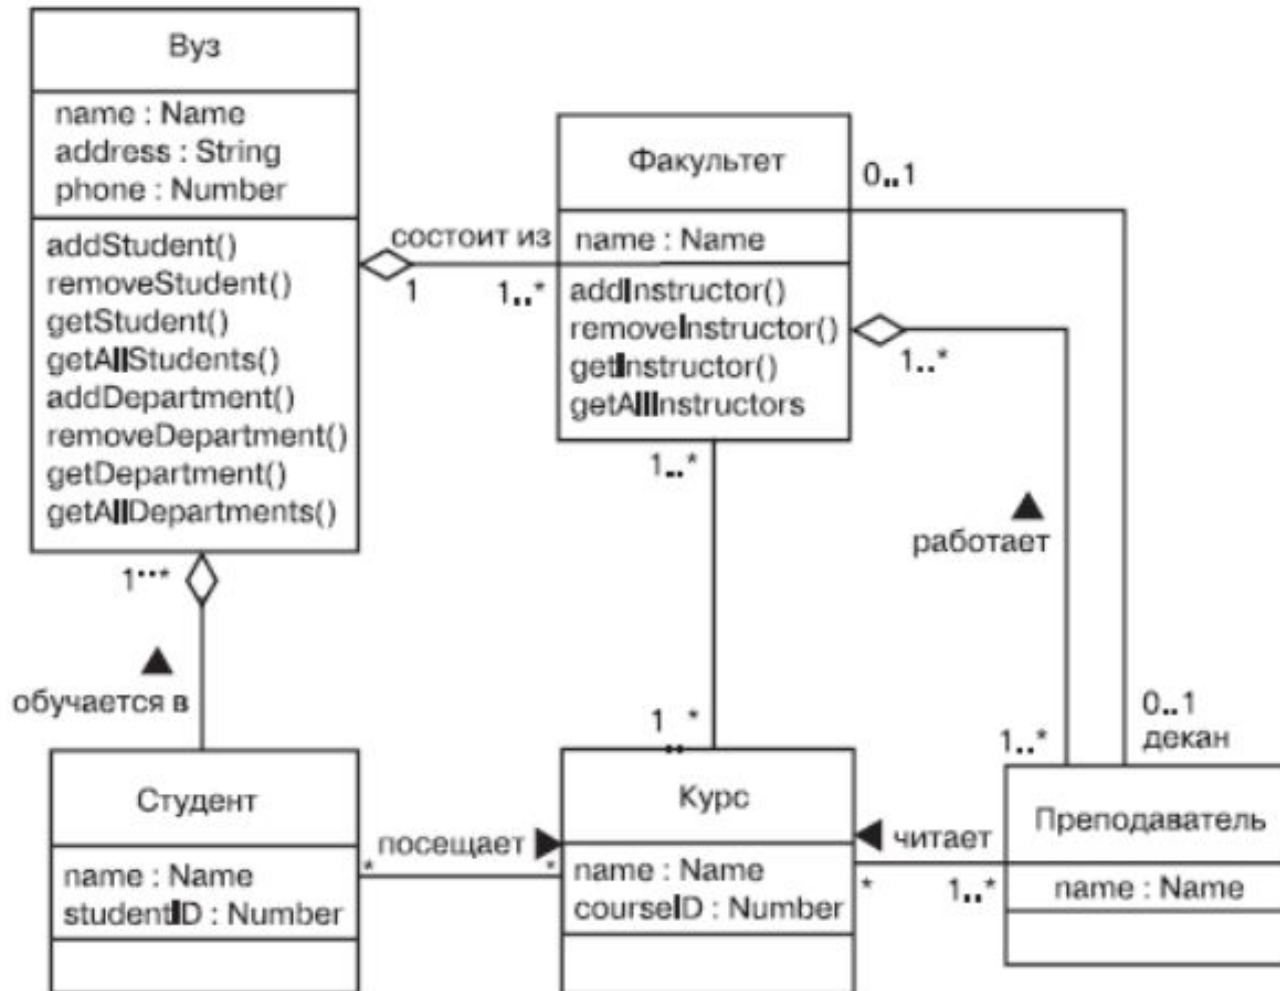 Вуз
name : Name
address : String
phone : Number
addStudent()
removeStudent()
getStudent()
getAllStudents()
addDepartment()
removeDepartment()
getDepartment()
getAllDepartments()
состоит из
1
1..*
Факультет
name : Name
addInstructor()
removeInstructor()
getInstructor()
getAllInstructors
0..1
1..*
1..*
работает
1..*
обучается в
1..*
1..*
0..1
декан
Студент
name : Name
studentID : Number
посещает
*
*
Курс
name : Name
courseID : Number
читает
*
1..*
Преподаватель
name : Name